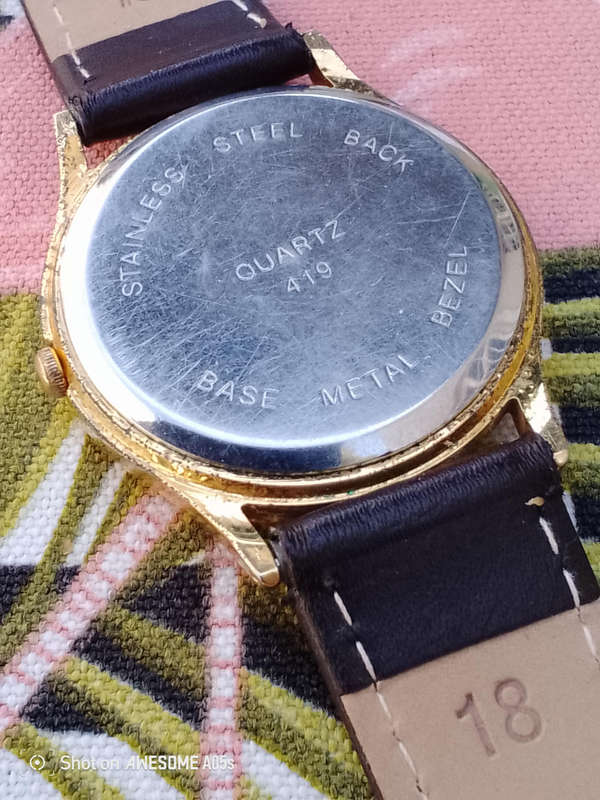 STAINLESS STEEL BACK
QUARTZ
419
BASE METAL BEZEL
18
Shot on AWESOME A05s